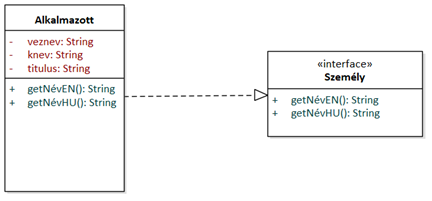 Alkalmazott
- veznev: String
- knev: String
- titulus: String
+ getNévEN(): String
+ getNévHU(): String
«interface»
Személy
+ getNévEN(): String
+ getNévHU(): String